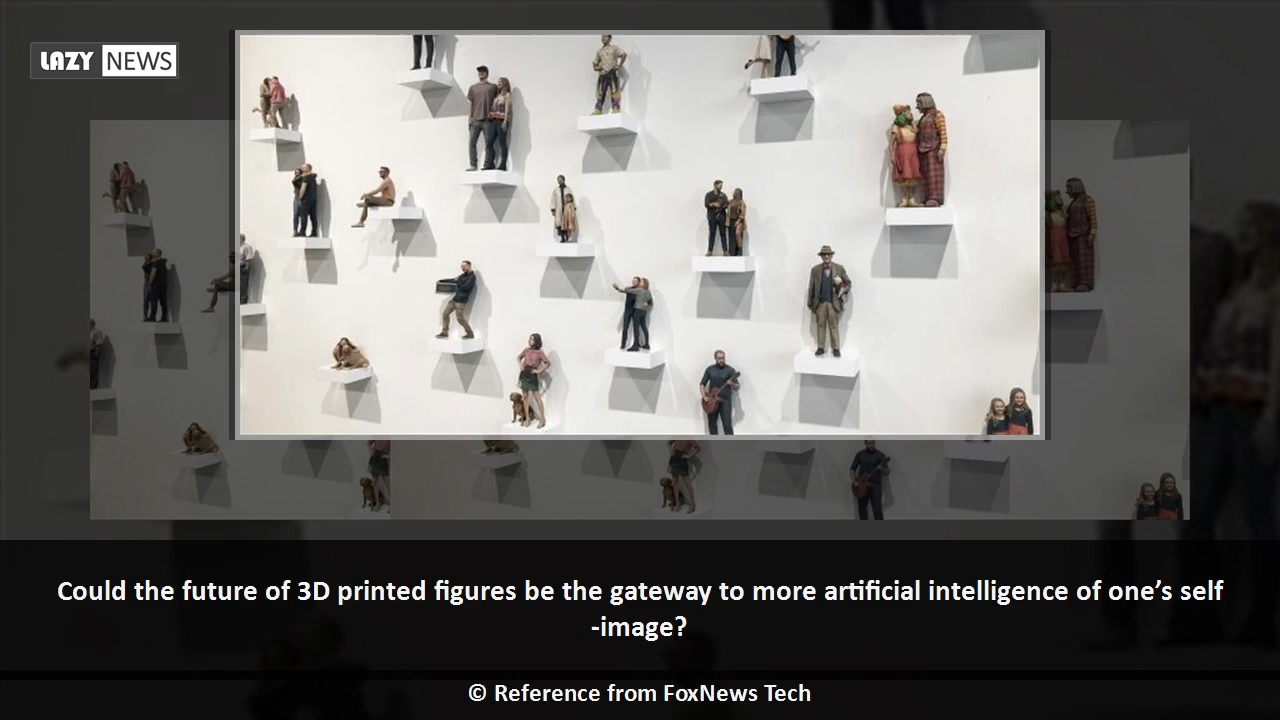 LAZY NEWS
Could the future of 3D printed figures be the gateway to more artificial intelligence of one’s self
-image?
© Reference from FoxNews Tech